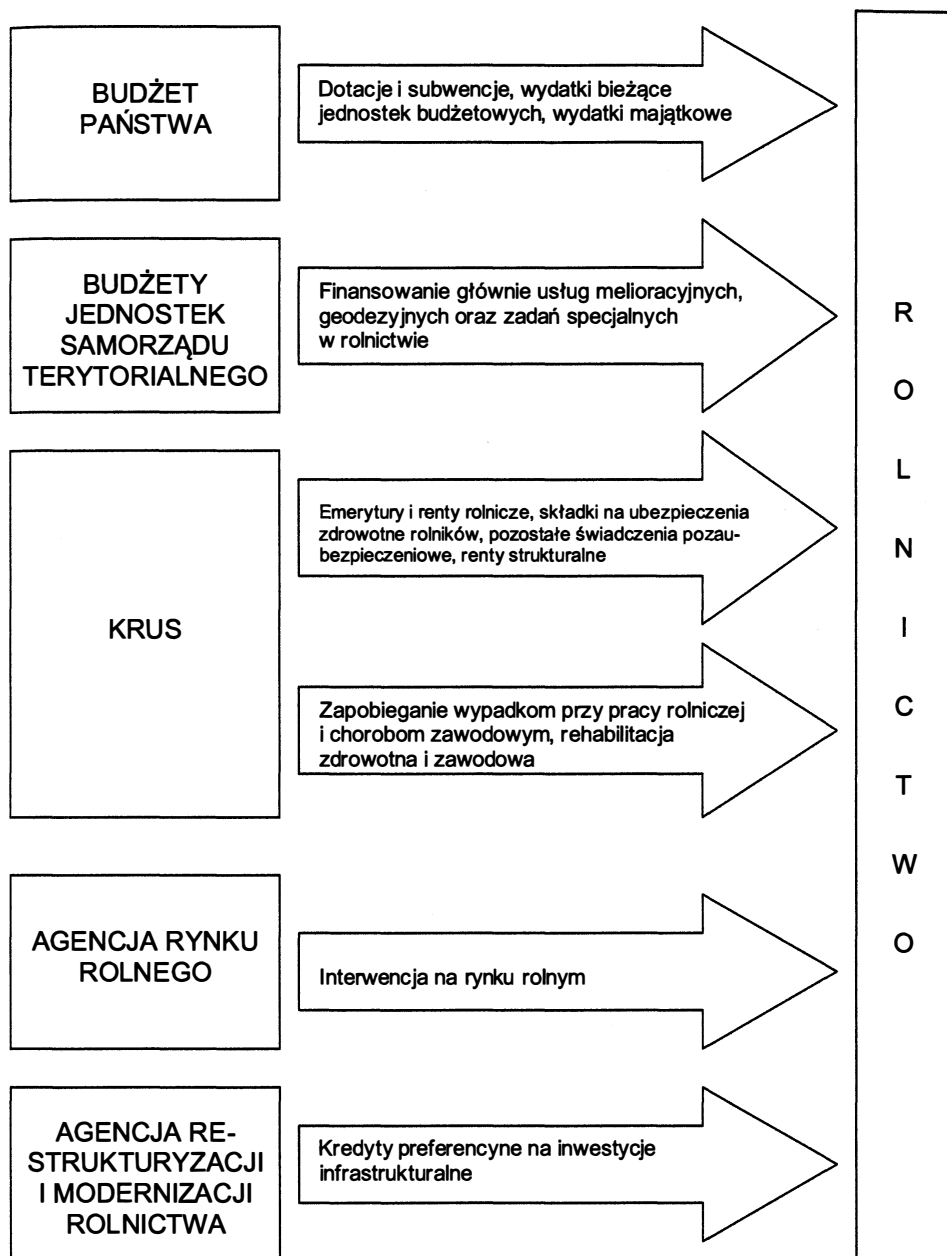 BUDŻET
PAŃSTWA
Dotacje i subwencje, wydatki bieżące
jednostek budżetowych, wydatki majątkowe
BUDŻETY
JEDNOSTEK
SAMORZĄDU
TERYTORIALNEGO
Finansowanie głównie usług melioracyjnych,
geodezyjnych oraz zadań specjalnych
w rolnictwie
KRUS
Emerytury i renty rolnicze, składki na ubezpieczenia
zdrowotne rolników, pozostałe świadczenia pozau-
bezpieczeniowe, renty strukturalne
Zapobieganie wypadkom przy pracy rolniczej
i chorobom zawodowym, rehabilitacja
zdrowotna i zawodowa
AGENCJA RYNKU
ROLNEGO
Interwencja na rynku rolnym
AGENCJA RE-
STRUKTURYZACJI
I MODERNIZACJI
ROLNICTWA
Kredyty preferencyne na inwestycje
infrastrukturalne
R
O
L
N
I
C
T
W
O